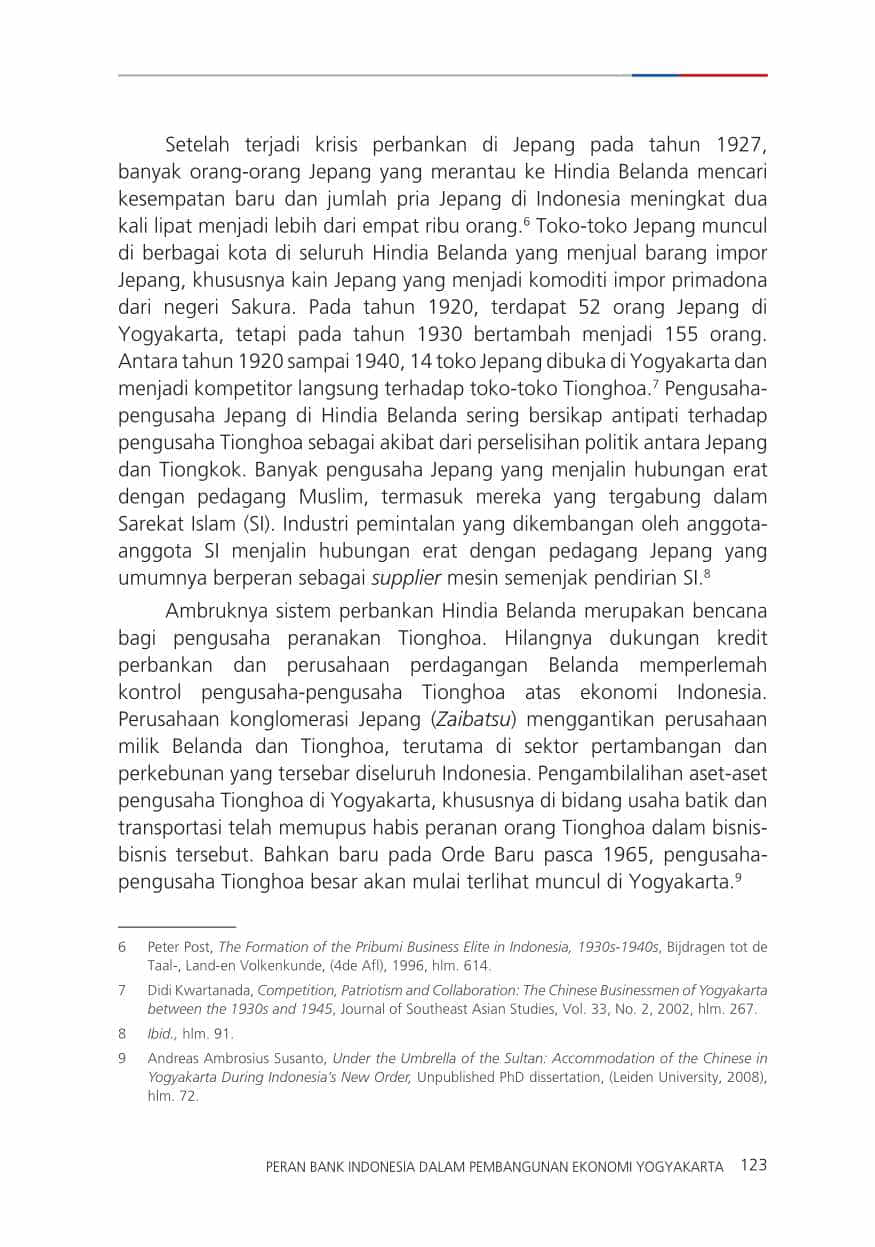 Setelah terjadi krisis perbankan di Jepang pada tahun 1927,
banyak orang-orang Jepang yang merantau ke Hindia Belanda mencari
kesempatan baru dan jumlah pria Jepang di Indonesia meningkat dua
kali lipat menjadi lebih dari empat ribu orang.⁶ Toko-toko Jepang muncul
di berbagai kota di seluruh Hindia Belanda yang menjual barang impor
Jepang, khususnya kain Jepang yang menjadi komoditi impor primadona
dari negeri Sakura. Pada tahun 1920, terdapat 52 orang Jepang di
Yogyakarta, tetapi pada tahun 1930 bertambah menjadi 155 orang.
Antara tahun 1920 sampai 1940, 14 toko Jepang dibuka di Yogyakarta dan
menjadi kompetitor langsung terhadap toko-toko Tionghoa.⁷ Pengusaha-
pengusaha Jepang di Hindia Belanda sering bersikap antipati terhadap
pengusaha Tionghoa sebagai akibat dari perselisihan politik antara Jepang
dan Tiongkok. Banyak pengusaha Jepang yang menjalin hubungan erat
dengan pedagang Muslim, termasuk mereka yang tergabung dalam
Sarekat Islam (SI). Industri pemintalan yang dikembangan oleh anggota-
anggota SI menjalin hubungan erat dengan pedagang Jepang yang
umumnya berperan sebagai supplier mesin semenjak pendirian SI.⁸
Ambruknya sistem perbankan Hindia Belanda merupakan bencana
bagi pengusaha peranakan Tionghoa. Hilangnya dukungan kredit
perbankan dan perusahaan perdagangan Belanda memperlemah
kontrol pengusaha-pengusaha Tionghoa atas ekonomi Indonesia.
Perusahaan konglomerasi Jepang (Zaibatsu) menggantikan perusahaan
milik Belanda dan Tionghoa, terutama di sektor pertambangan dan
perkebunan yang tersebar diseluruh Indonesia. Pengambilalihan aset-aset
pengusaha Tionghoa di Yogyakarta, khususnya di bidang usaha batik dan
transportasi telah memupus habis peranan orang Tionghoa dalam bisnis-
bisnis tersebut. Bahkan baru pada Orde Baru pasca 1965, pengusaha-
pengusaha Tionghoa besar akan mulai terlihat muncul di Yogyakarta.⁹
6 Peter Post, The Formation of the Pribumi Business Elite in Indonesia, 1930s-1940s, Bijdragen tot de
Taal-, Land-en Volkenkunde, (4de Afl), 1996, hlm. 614.
7 Didi Kwartanada, Competition, Patriotism and Collaboration: The Chinese Businessmen of Yogyakarta
between the 1930s and 1945, Journal of Southeast Asian Studies, Vol. 33, No. 2, 2002, hlm. 267.
8 Ibid., hlm. 91.
9 Andreas Ambrosius Susanto, Under the Umbrella of the Sultan: Accommodation of the Chinese in
Yogyakarta During Indonesia’s New Order, Unpublished PhD dissertation, (Leiden University, 2008),
hlm. 72.
PERAN BANK INDONESIA DALAM PEMBANGUNAN EKONOMI YOGYAKARTA 123